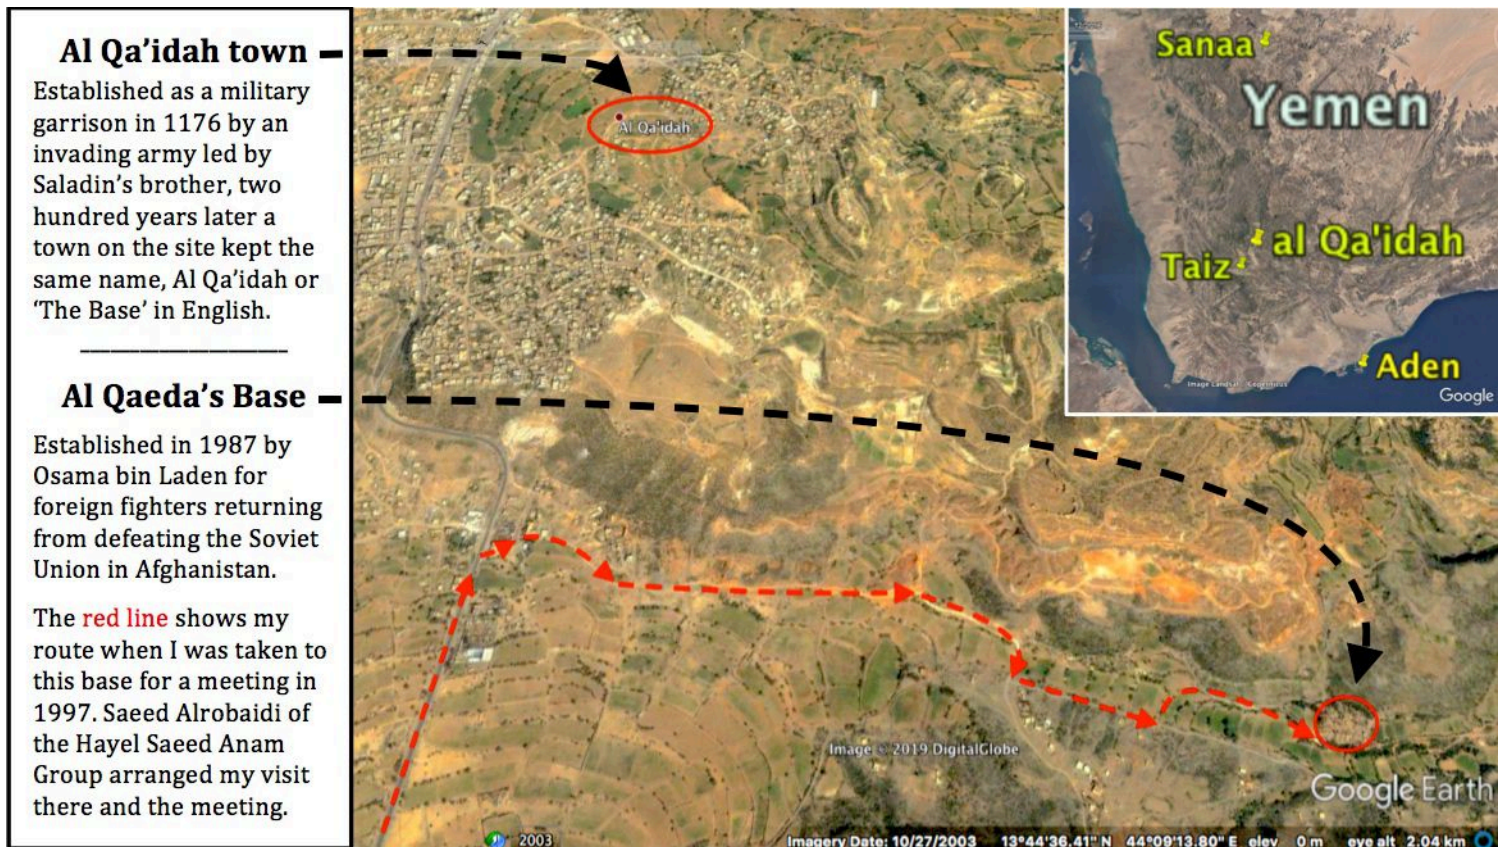 Al Qa’idah town
Established as a military
garrison in 1176 by an
invading army led by
Saladin’s brother, two
hundred years later a
town on the site kept the
same name, Al Qa’idah or
‘The Base’ in English.
Al Qaeda’s Base
Established in 1987 by
Osama bin Laden for
foreign fighters returning
from defeating the Soviet
Union in Afghanistan.
The red line shows my
route when I was taken to
this base for a meeting in
1997. Saeed Alrobaidi of
the Hayel Saeed Anam
Group arranged my visit
there and the meeting.
Al Qa'idah
Sanaa
Yemen
al Qa'idah
Taiz
Aden
Image Landsat / Copernicus
Google
Image © 2019 DigitalGlobe
Google Earth
2003
Imagery Date: 10/27/2003 13°44'36.41" N 44°09'13.80" E elev 0 m eye alt 2.04 km